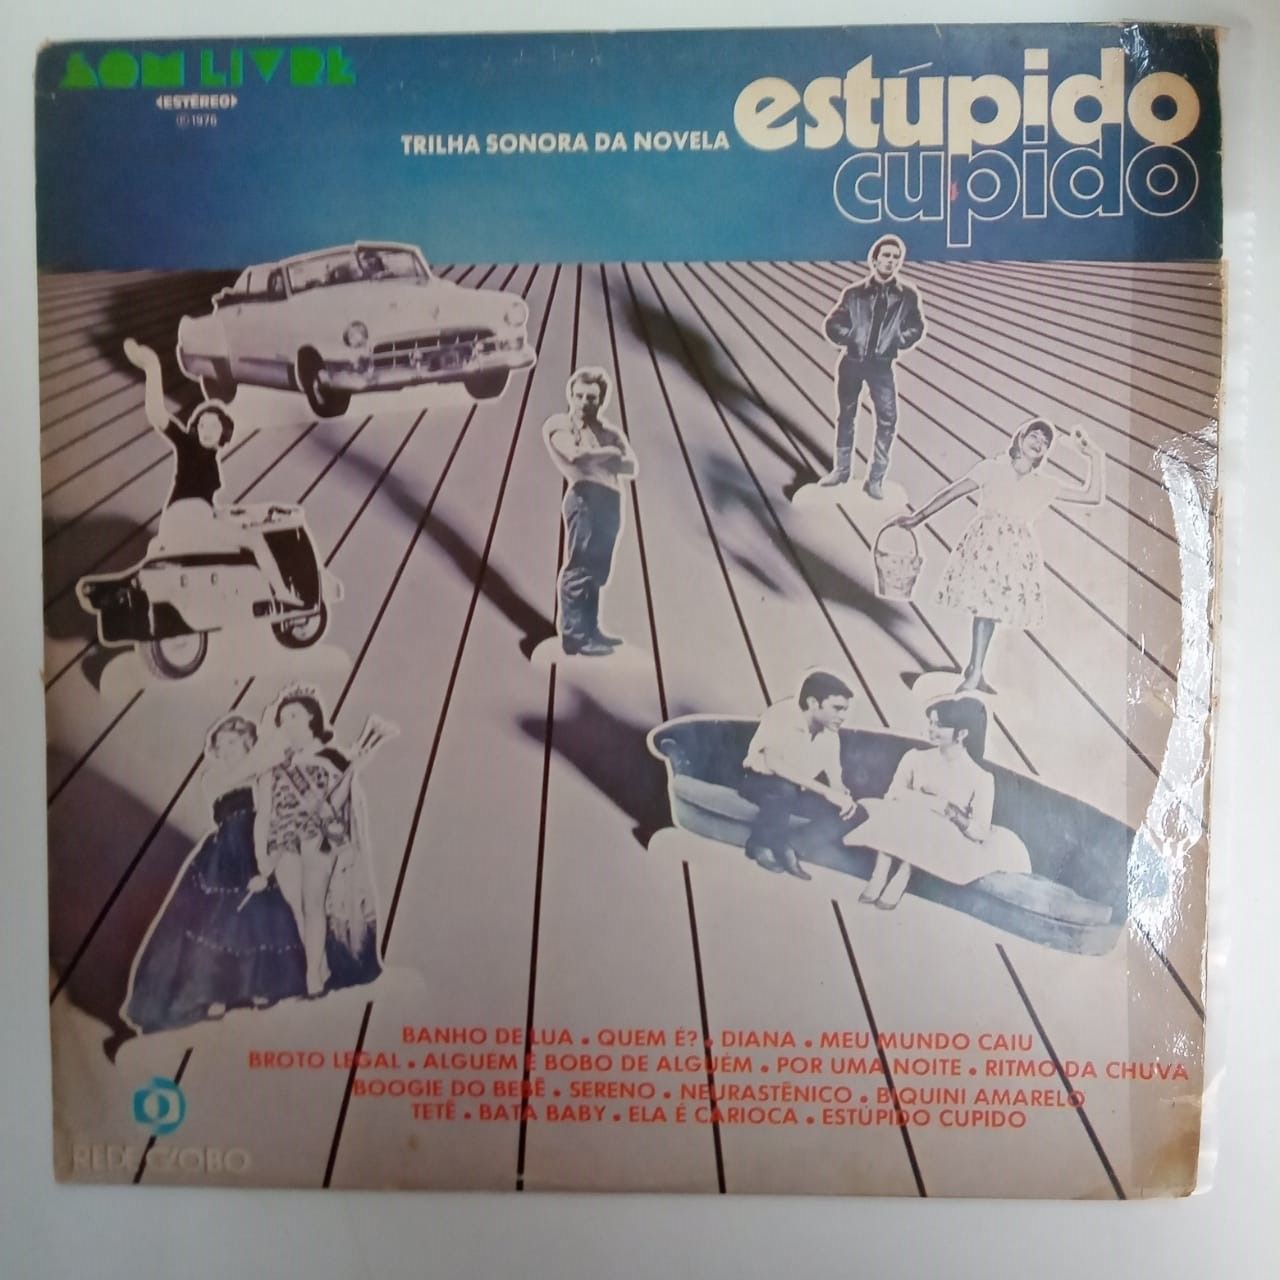 SOM LIVRE
ESTÉREO
℗ 1976
TRILHA SONORA DA NOVELA
estúpido
cupido
BANHO DE LUA • QUEM É? • DIANA • MEU MUNDO CAIU
BROTO LEGAL • ALGUÉM É BOBO DE ALGUÉM • POR UMA NOITE • RITMO DA CHUVA
BOOGIE DO BEBÊ • SERENO • NEURASTÊNICO • BIQUINI AMARELO
TETÊ • BATA BABY • ELA É CARIOCA • ESTÚPIDO CUPIDO
REDE GLOBO